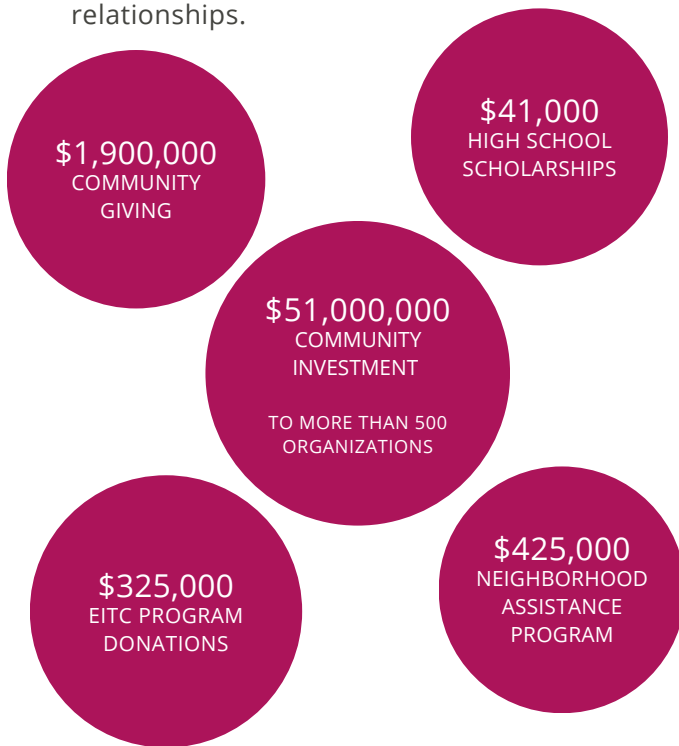 relationships.
$1,900,000
COMMUNITY
GIVING
$41,000
HIGH SCHOOL
SCHOLARSHIPS
$51,000,000
COMMUNITY
INVESTMENT
TO MORE THAN 500
ORGANIZATIONS
$325,000
EITC PROGRAM
DONATIONS
$425,000
NEIGHBORHOOD
ASSISTANCE
PROGRAM